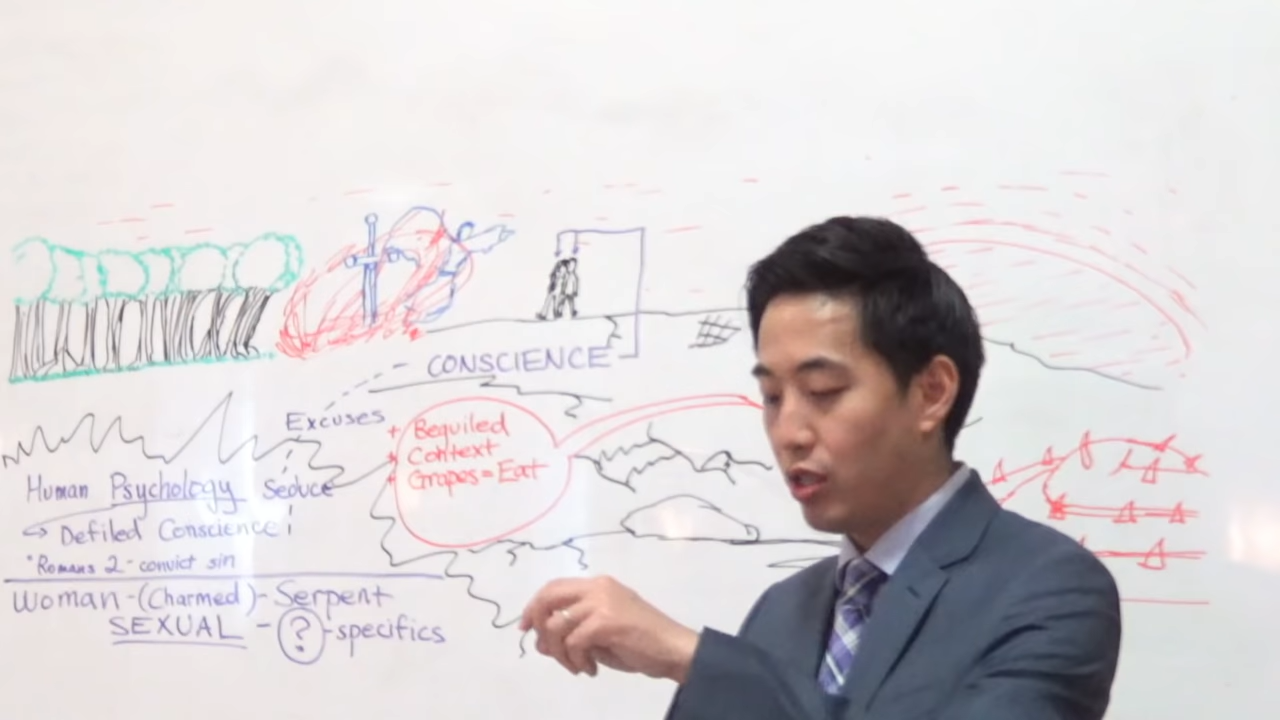 CONSCIENCE
Excuses
+ Bequiled
+ Context
+ Grapes = Eat
Human Psychology Seduce
Defiled Conscience
*Romans 2 - convict sin
Woman - (Charmed) - Serpent
SEXUAL - ? - specifics